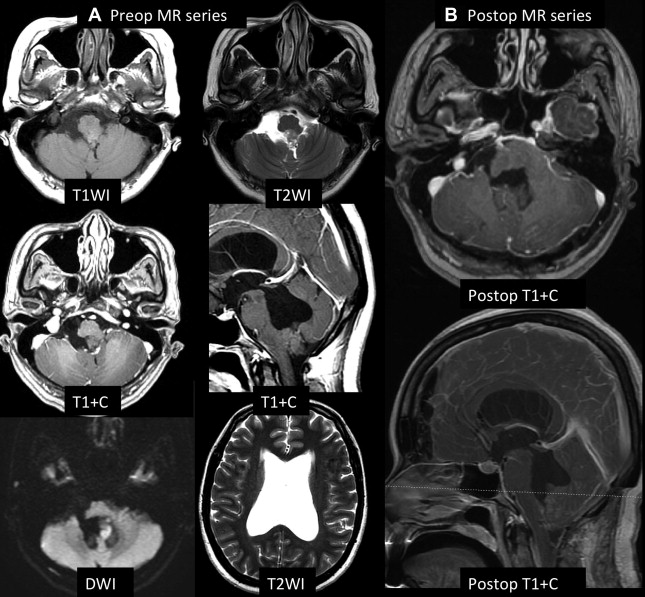 A Preop MR series
B Postop MR series
T1WI
T2WI
Postop T1+C
T1+C
T1+C
DWI
T2WI
Postop T1+C